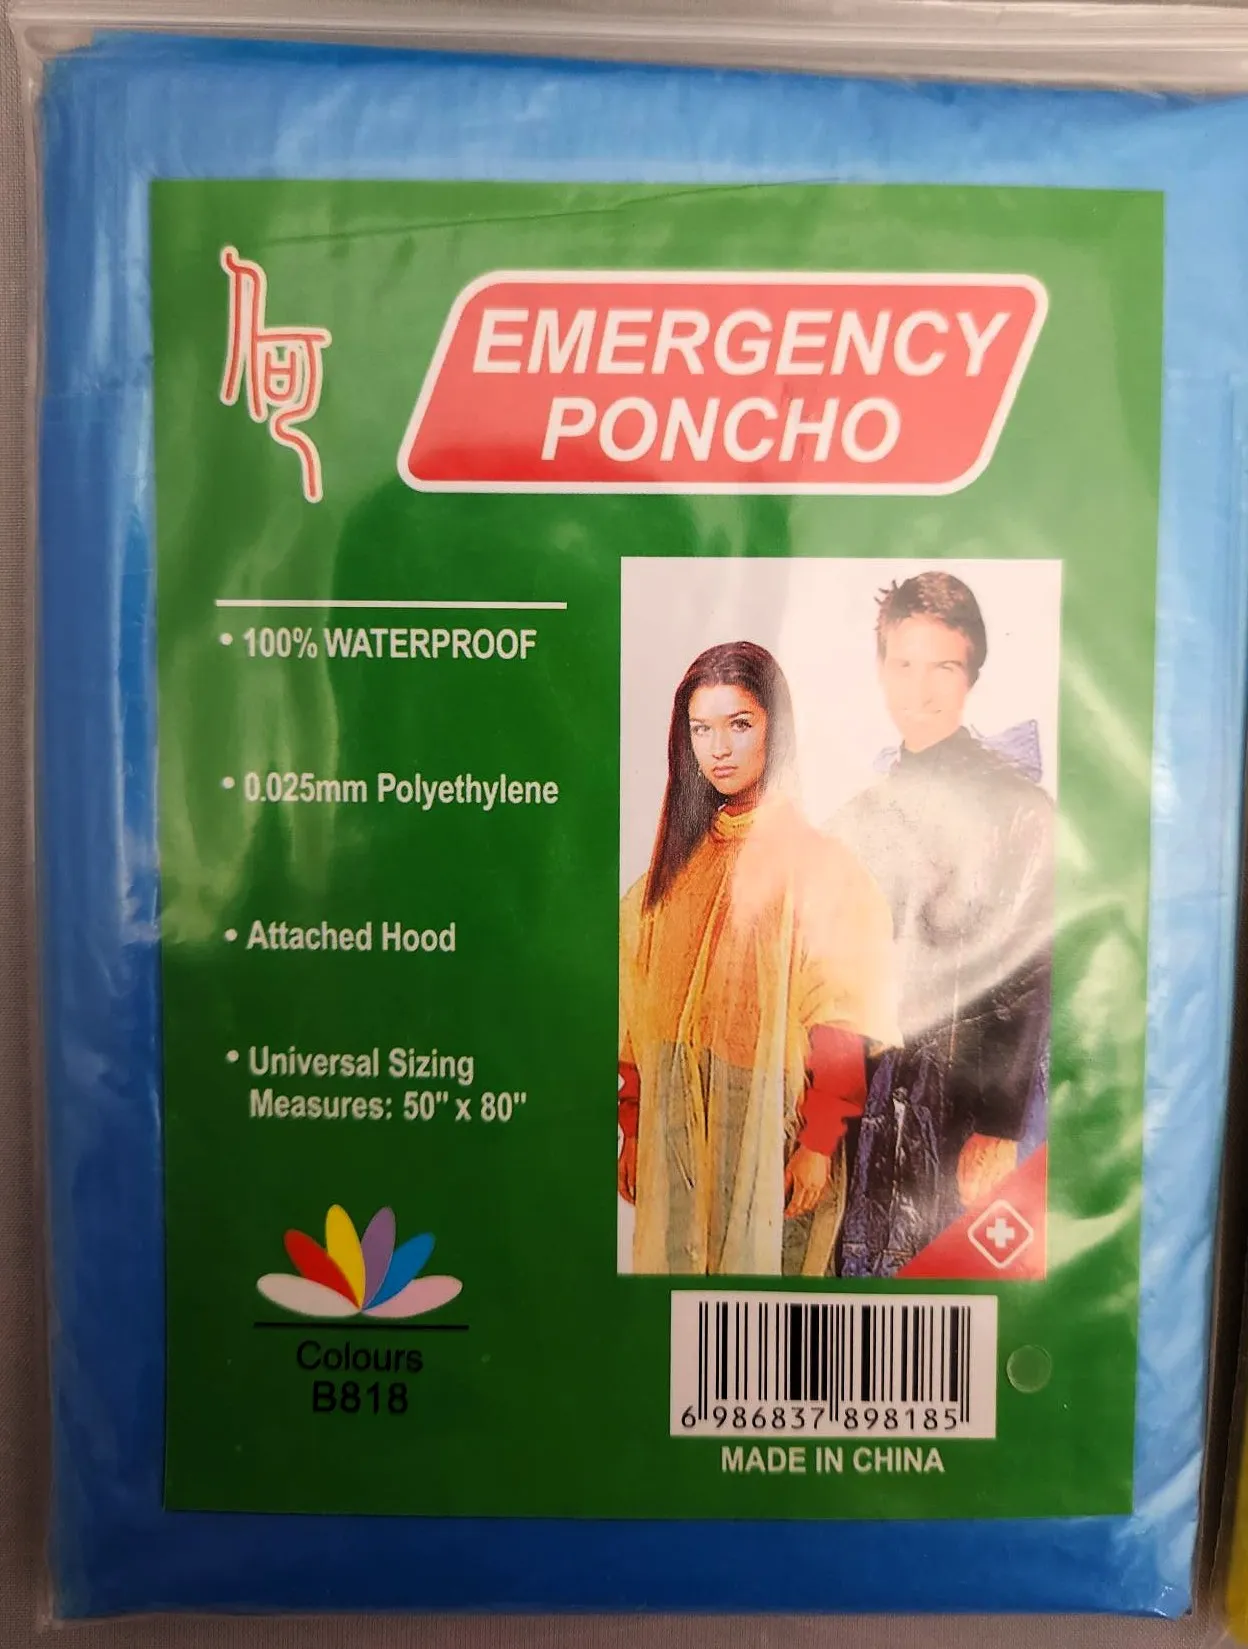 EMERGENCY
PONCHO
• 100% WATERPROOF
• 0.025mm Polyethylene
• Attached Hood
• Universal Sizing
Measures: 50" x 80"
Colours
B818
6 986837 898185
MADE IN CHINA